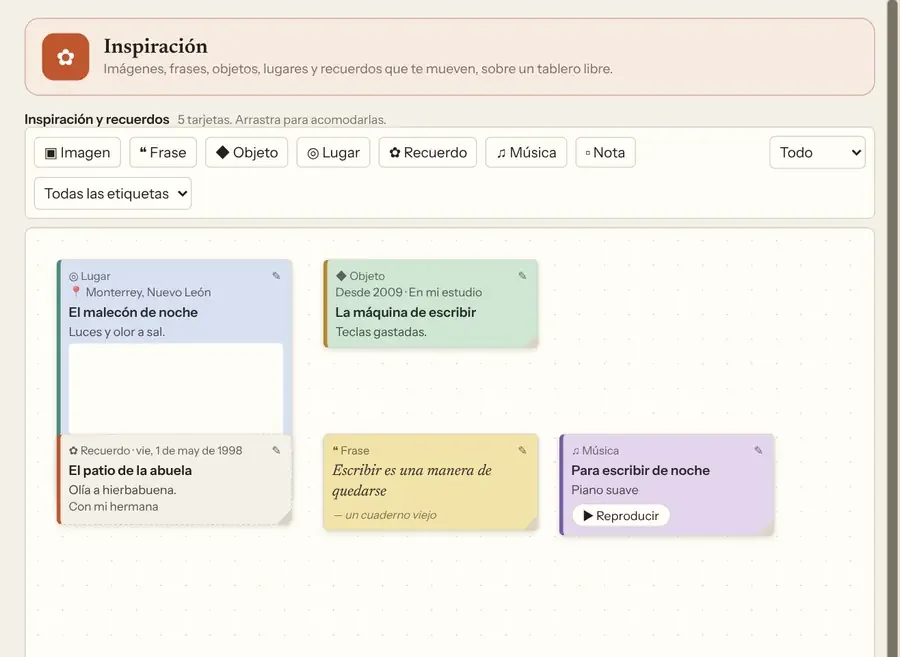 Inspiración
Imágenes, frases, objetos, lugares y recuerdos que te mueven, sobre un tablero libre.
Inspiración y recuerdos 5 tarjetas. Arrastra para acomodarlas.
▣ Imagen ❝ Frase ◆ Objeto ◎ Lugar ✿ Recuerdo ♫ Música ▫ Nota Todo
Todas las etiquetas
◎ Lugar
📍 Monterrey, Nuevo León
El malecón de noche
Luces y olor a sal.
◆ Objeto
Desde 2009 · En mi estudio
La máquina de escribir
Teclas gastadas.
✿ Recuerdo · vie, 1 de may de 1998
El patio de la abuela
Olía a hierbabuena.
Con mi hermana
❝ Frase
Escribir es una manera de
quedarse
— un cuaderno viejo
♫ Música
Para escribir de noche
Piano suave
▶ Reproducir